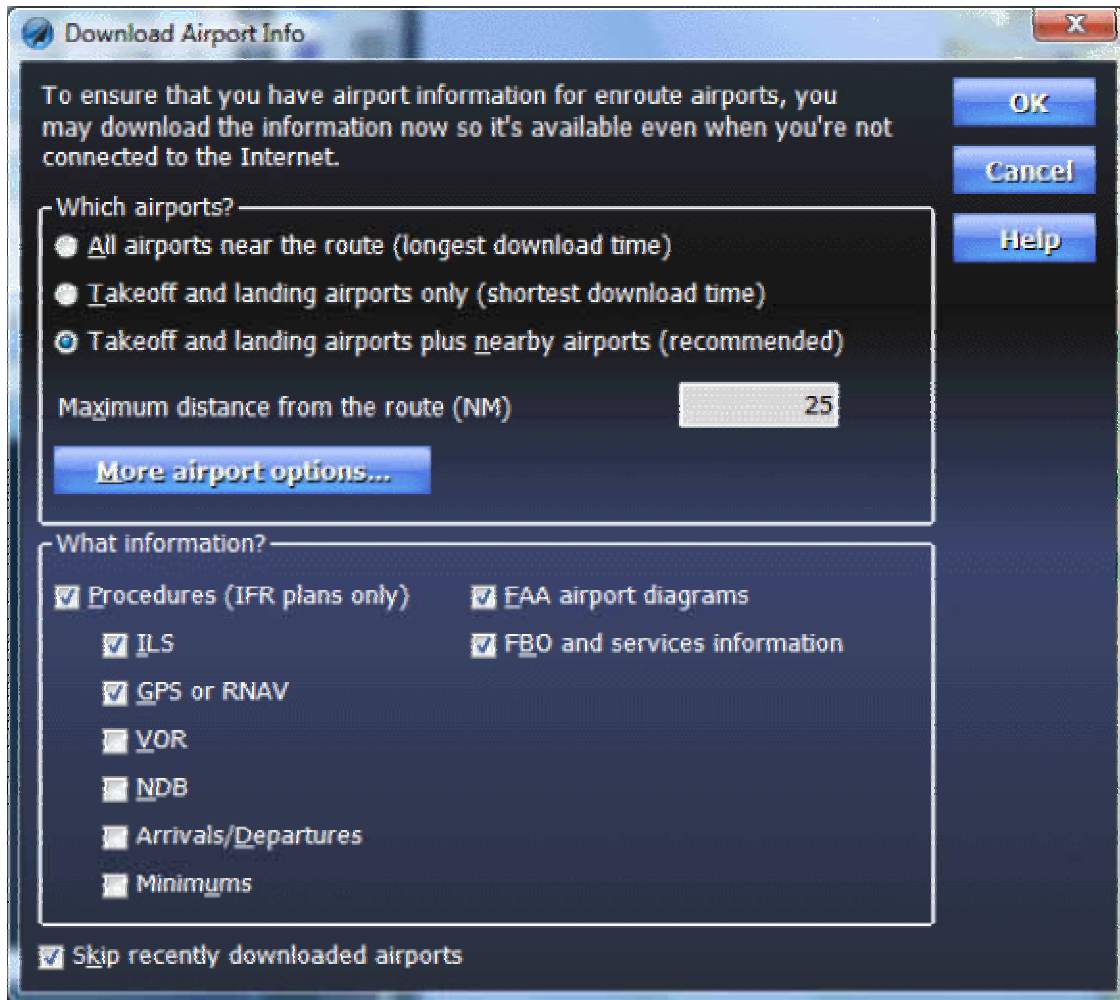 Download Airport Info
X
To ensure that you have airport information for enroute airports, you
may download the information now so it's available even when you're not
connected to the Internet.
OK
Cancel
Help
Which airports?
All airports near the route (longest download time)
Takeoff and landing airports only (shortest download time)
Takeoff and landing airports plus nearby airports (recommended)
Maximum distance from the route (NM)
25
More airport options...
What information?
Procedures (IFR plans only)
ILS
GPS or RNAV
VOR
NDB
Arrivals/Departures
Minimums
FAA airport diagrams
FBO and services information
Skip recently downloaded airports